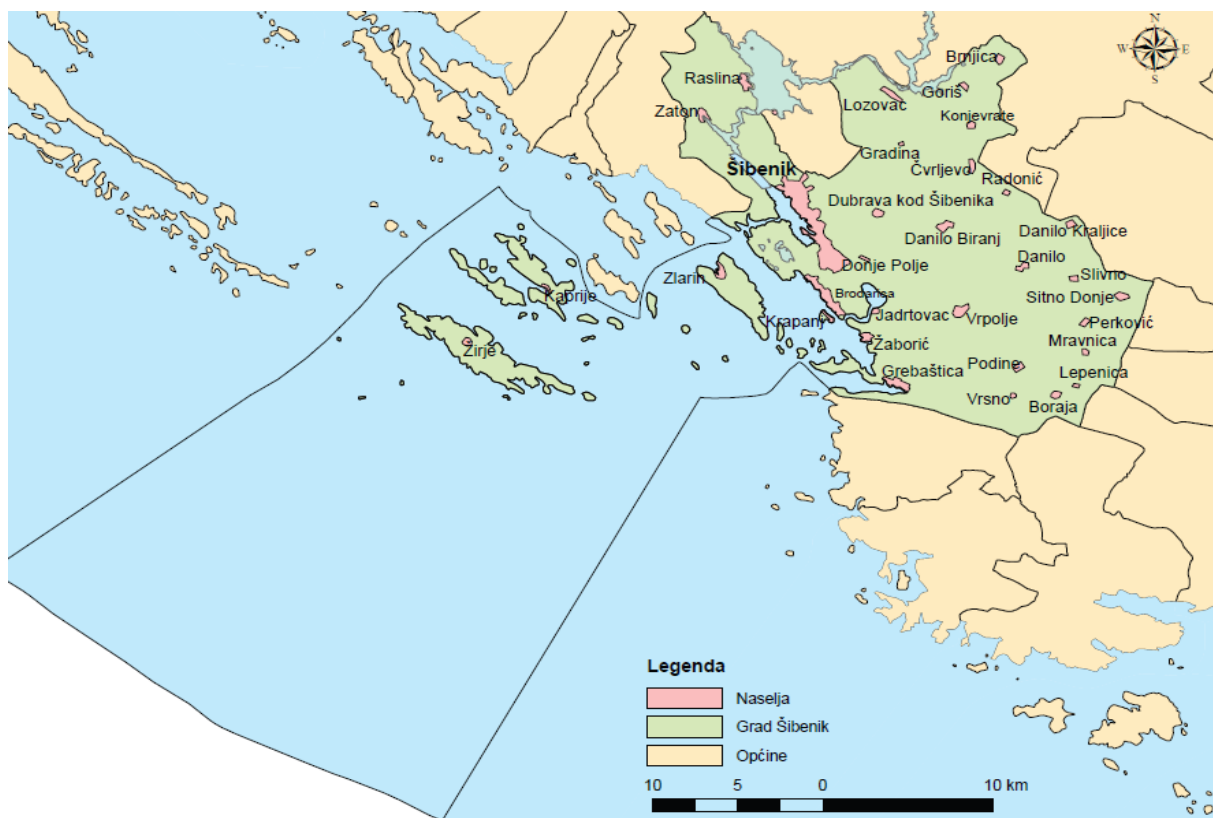 N
W E
S
Brnjica
Raslina
Goriš
Lozovac
Zaton
Konjevrate
Gradina
Čvrljevo
Šibenik
Radonić
Dubrava kod Šibenika
Danilo Kraljice
Danilo Biranj
Danilo
Donje Polje
Slivno
Zlarin
Kaprije
Brodarica
Sitno Donje
Krapanj
Jadrtovac
Vrpolje
Perković
Žirje
Žaborić
Mravnica
Podine
Grebaštica
Lepenica
Vrsno
Boraja
Legenda
Naselja
Grad Šibenik
Općine
10 5 0 10 km